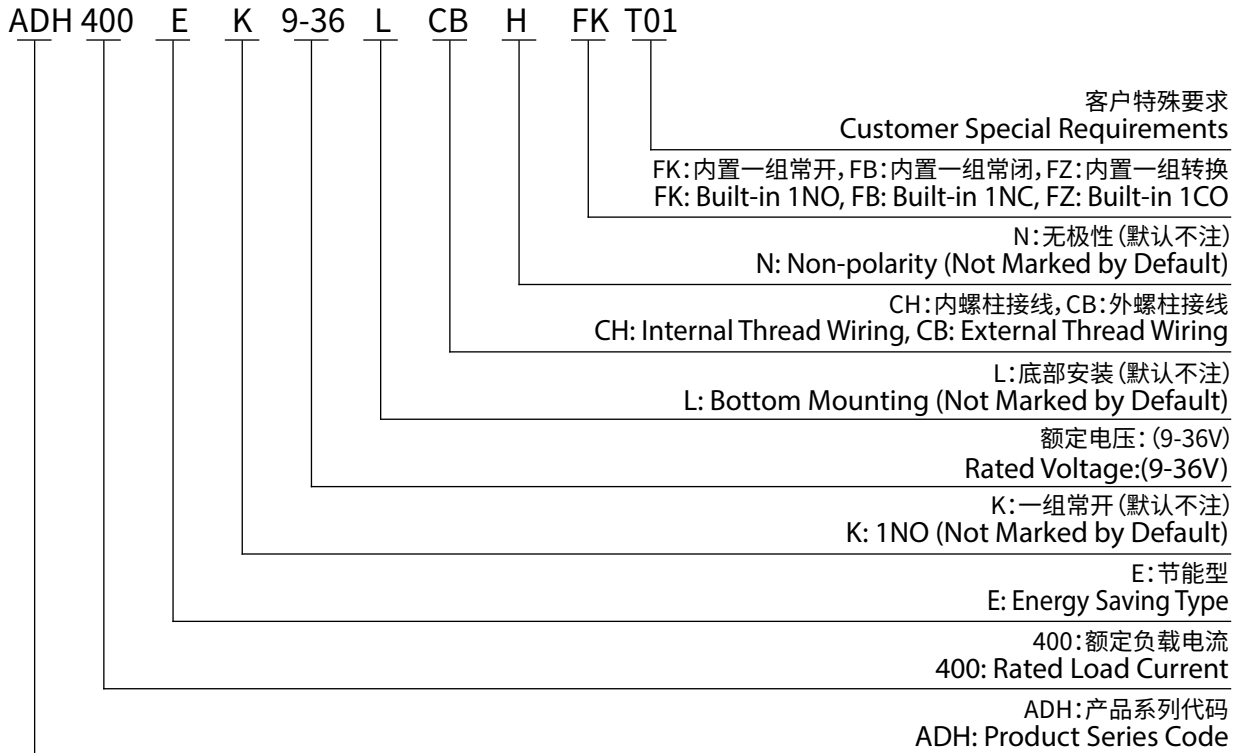 ADH 400 E K 9-36 L CB H FK T01
客户特殊要求
Customer Special Requirements
FK：内置一组常开，FB：内置一组常闭，FZ：内置一组转换
FK: Built-in 1NO, FB: Built-in 1NC, FZ: Built-in 1CO
N：无极性（默认不注）
N: Non-polarity (Not Marked by Default)
CH：内螺柱接线，CB：外螺柱接线
CH: Internal Thread Wiring, CB: External Thread Wiring
L：底部安装（默认不注）
L: Bottom Mounting (Not Marked by Default)
额定电压：（9-36V）
Rated Voltage:(9-36V)
K：一组常开（默认不注）
K: 1NO (Not Marked by Default)
E：节能型
E: Energy Saving Type
400：额定负载电流
400: Rated Load Current
ADH：产品系列代码
ADH: Product Series Code